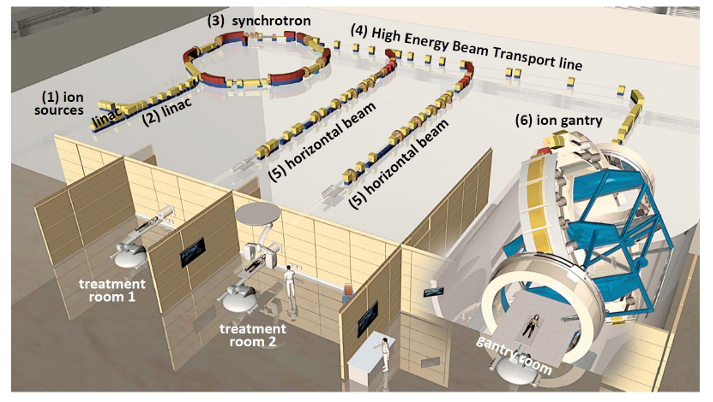 (3) synchrotron
(4) High Energy Beam Transport line
(1) ion
sources
linac
(2) linac
(5) horizontal beam
(5) horizontal beam
(6) ion gantry
treatment
room 1
treatment
room 2
gantry room